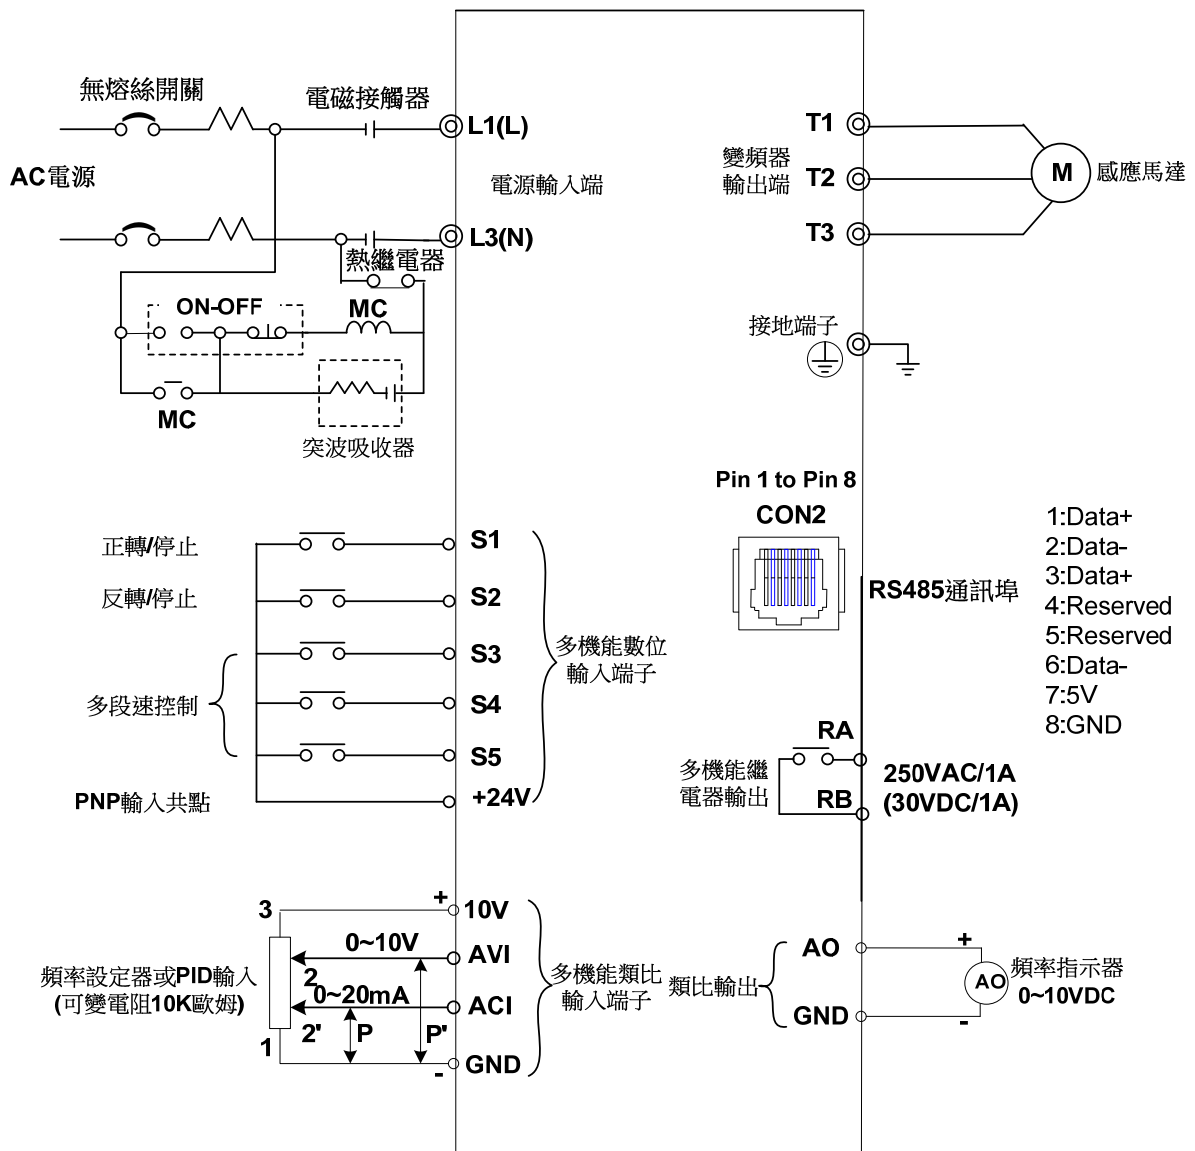 無熔絲開關
電磁接觸器
L1(L)
AC電源
電源輸入端
L3(N)
熱繼電器
ON-OFF
MC
MC
突波吸收器
T1
變頻器
輸出端
T2
T3
M
感應馬達
接地端子
Pin 1 to Pin 8
CON2
RS485通訊埠
1:Data+
2:Data-
3:Data+
4:Reserved
5:Reserved
6:Data-
7:5V
8:GND
正轉/停止
S1
反轉/停止
S2
S3
多段速控制
S4
S5
PNP輸入共點
+24V
多機能數位
輸入端子
RA
多機能繼
電器輸出
RB
250VAC/1A
(30VDC/1A)
3
+
10V
0~10V
AVI
2
頻率設定器或PID輸入
(可變電阻10K歐姆)
0~20mA
ACI
2'
P
P'
1
-
GND
多機能類比
輸入端子
類比輸出
AO
GND
+
AO
-
頻率指示器
0~10VDC